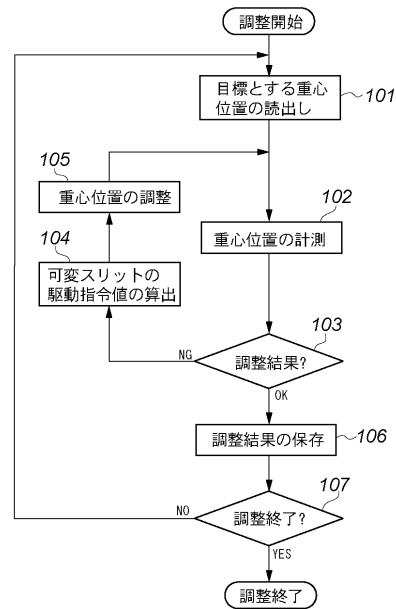 調整開始
目標とする重心
位置の読出し
101
105
重心位置の調整
102
重心位置の計測
104
可変スリットの
駆動指令値の算出
103
調整結果?
NG
OK
調整結果の保存
106
107
調整終了?
NO
YES
調整終了